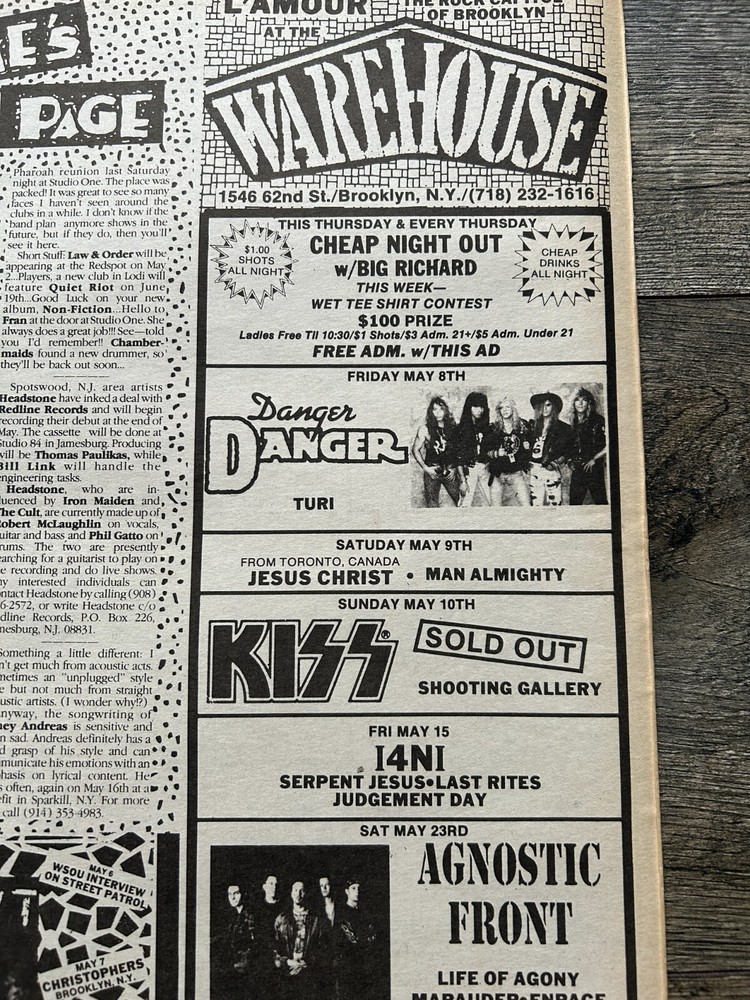 E'S
PAGE
Pharoah reunion last Saturday
night at Studio One. The place was
packed! It was great to see so many
faces I haven't seen around the
clubs in a while. I don't know if the
band plan anymore shows in the
future, but if they do, then you'll
see it here.
Short Stuff: Law & Order will be
appearing at the Redspot on May
2...Players, a new club in Lodi will
feature Quiet Riot on June
19th...Good Luck on your new
album, Non-Fiction...Hello to
Fran at the door at Studio One. She
always does a great job!!! See—told
you I'd remember!! Chamber-
maids found a new drummer, so
they'll be back out soon...
Spotswood, N.J. area artists
Headstone have inked a deal with
Redline Records and will begin
recording their debut at the end of
May. The cassette will be done at
Studio 84 in Jamesburg. Producing
will be Thomas Paulikas, while
Bill Link will handle the
engineering tasks.
Headstone, who are in-
fluenced by Iron Maiden and
The Cult, are currently made up of
Robert McLaughlin on vocals,
guitar and bass and Phil Gatto on
rums. The two are presently
earching for a guitarist to play on
e recording and do live shows.
ny interested individuals can
ontact Headstone by calling (908)
6-2572, or write Headstone c/o
dline Records, P.O. Box 226,
mesburg, N.J. 08831.
Something a little different: I
n't get much from acoustic acts.
metimes an "unplugged" style
e but not much from straight
ustic artists. (I wonder why!?)
nyway, the songwriting of
ney Andreas is sensitive and
n sad. Andreas definitely has a
d grasp of his style and can
municate his emotions with an
phasis on lyrical content. He
s often, again on May 16th at a
efit in Sparkill, N.Y. For more
call (914) 353-4983.
MAY 6
WSOU INTERVIEW
ON STREET PATROL
MAY 7
CHRISTOPHERS
BROOKLYN, N.Y.
L'AMOUR
THE ROCK CAPITOL
OF BROOKLYN
AT THE
WAREHOUSE
1546 62nd St./Brooklyn, N.Y./(718) 232-1616
THIS THURSDAY & EVERY THURSDAY
$1.00
SHOTS
ALL NIGHT
CHEAP NIGHT OUT
w/BIG RICHARD
THIS WEEK—
WET TEE SHIRT CONTEST
$100 PRIZE
CHEAP
DRINKS
ALL NIGHT
Ladies Free Til 10:30/$1 Shots/$3 Adm. 21+/$5 Adm. Under 21
FREE ADM. w/THIS AD
FRIDAY MAY 8TH
Danger
DANGER
TURI
SATUDAY MAY 9TH
FROM TORONTO, CANADA
JESUS CHRIST • MAN ALMIGHTY
SUNDAY MAY 10TH
KISS®
SOLD OUT
SHOOTING GALLERY
FRI MAY 15
I4NI
SERPENT JESUS•LAST RITES
JUDGEMENT DAY
SAT MAY 23RD
AGNOSTIC
FRONT
LIFE OF AGONY
MARAUDER•ENRAGE